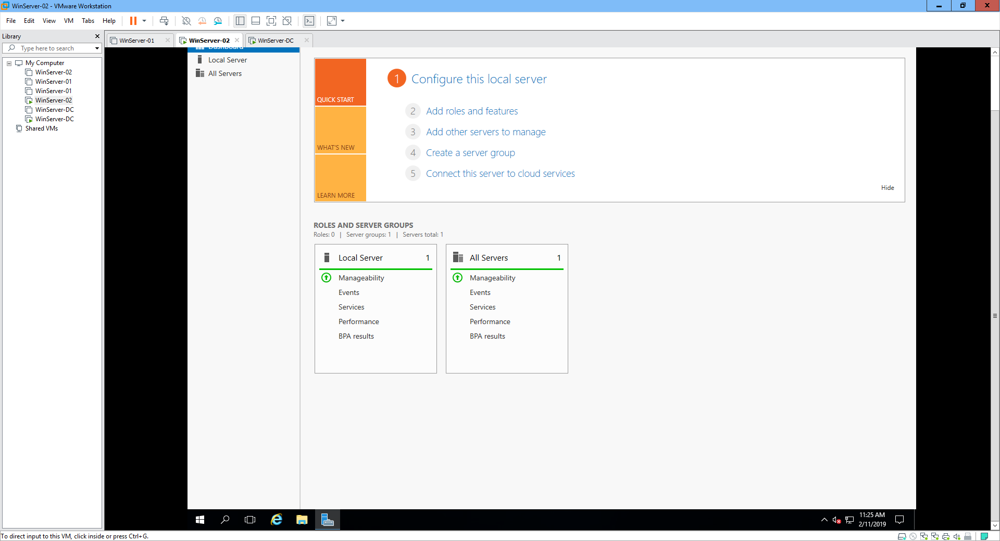 WinServer-02 - VMware Workstation
File Edit View VM Tabs Help
Library
WinServer-01 WinServer-02 WinServer-DC
Type here to search
My Computer
WinServer-02
WinServer-01
WinServer-01
WinServer-02
WinServer-DC
WinServer-DC
Shared VMs
Dashboard
Local Server
All Servers
QUICK START
WHAT'S NEW
LEARN MORE
1 Configure this local server
2 Add roles and features
3 Add other servers to manage
4 Create a server group
5 Connect this server to cloud services
Hide
ROLES AND SERVER GROUPS
Roles: 0 | Server groups: 1 | Servers total: 1
Local Server 1
Manageability
Events
Services
Performance
BPA results
All Servers 1
Manageability
Events
Services
Performance
BPA results
11:25 AM
2/11/2019
To direct input to this VM, click inside or press Ctrl+G.